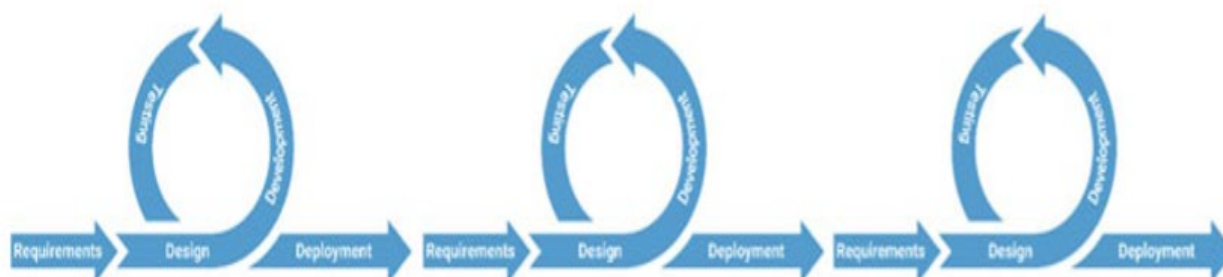 Testing
Development
Requirements
Design
Deployment
Testing
Development
Requirements
Design
Deployment
Testing
Development
Requirements
Design
Deployment